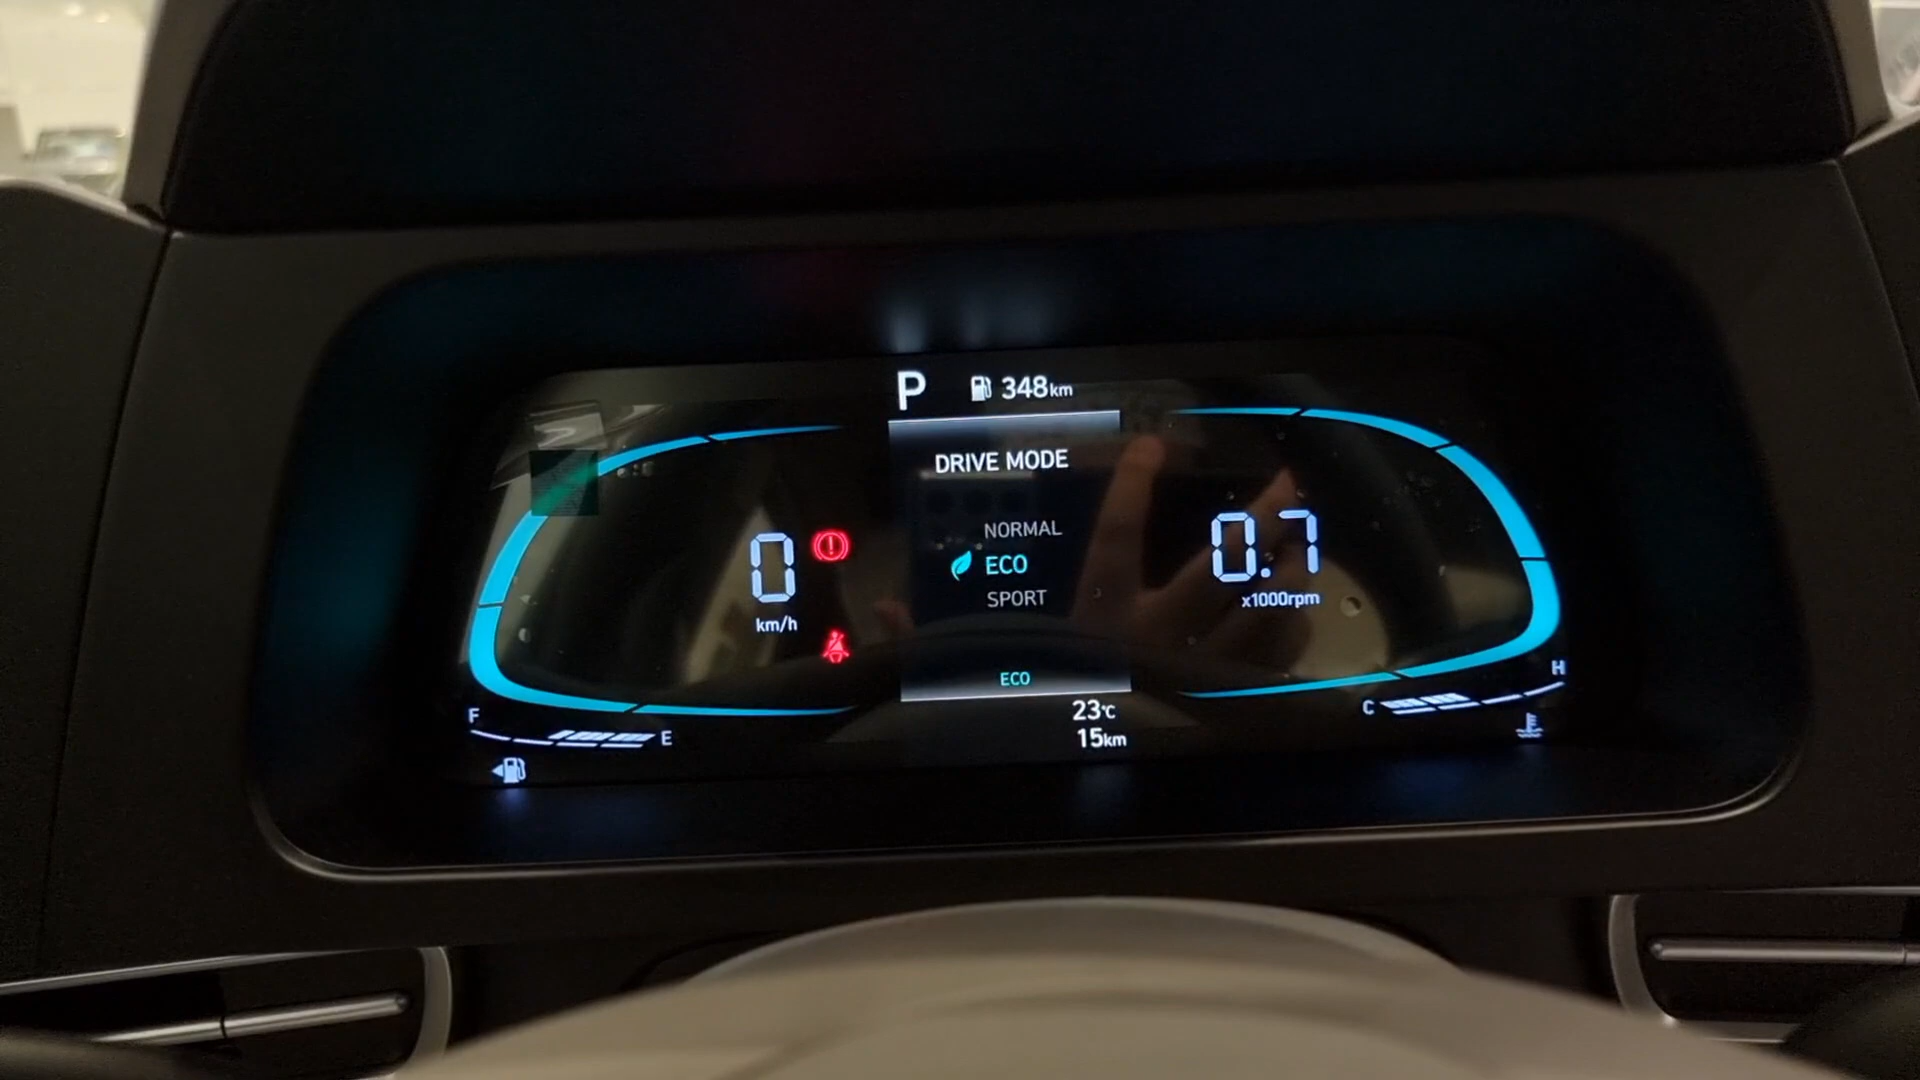 P 348km
DRIVE MODE
NORMAL
ECO
SPORT
0
km/h
0.7
x1000rpm
ECO
23°C
15km
F
E
C
H